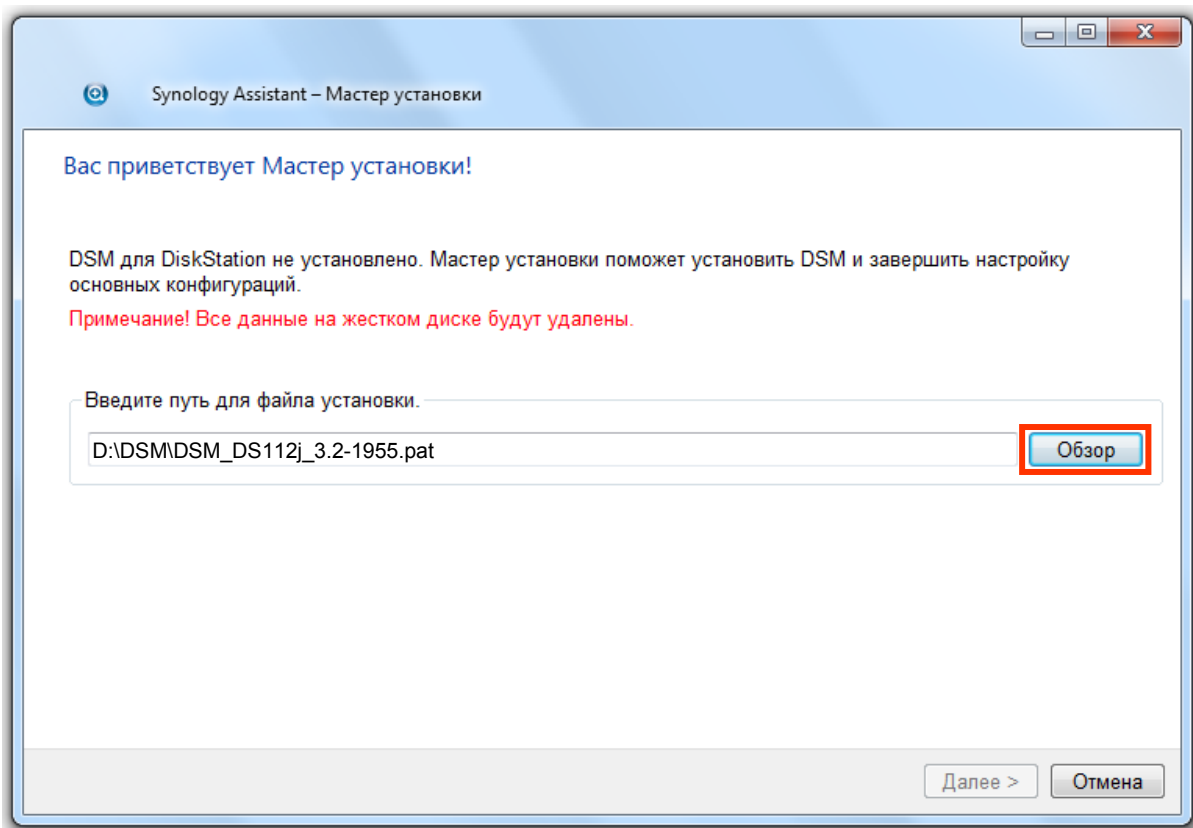 Synology Assistant – Мастер установки
Вас приветствует Мастер установки!
DSM для DiskStation не установлено. Мастер установки поможет установить DSM и завершить настройку
основных конфигураций.
Примечание! Все данные на жестком диске будут удалены.
Введите путь для файла установки.
D:\DSM\DSM_DS112j_3.2-1955.pat
Обзор
Далее >
Отмена